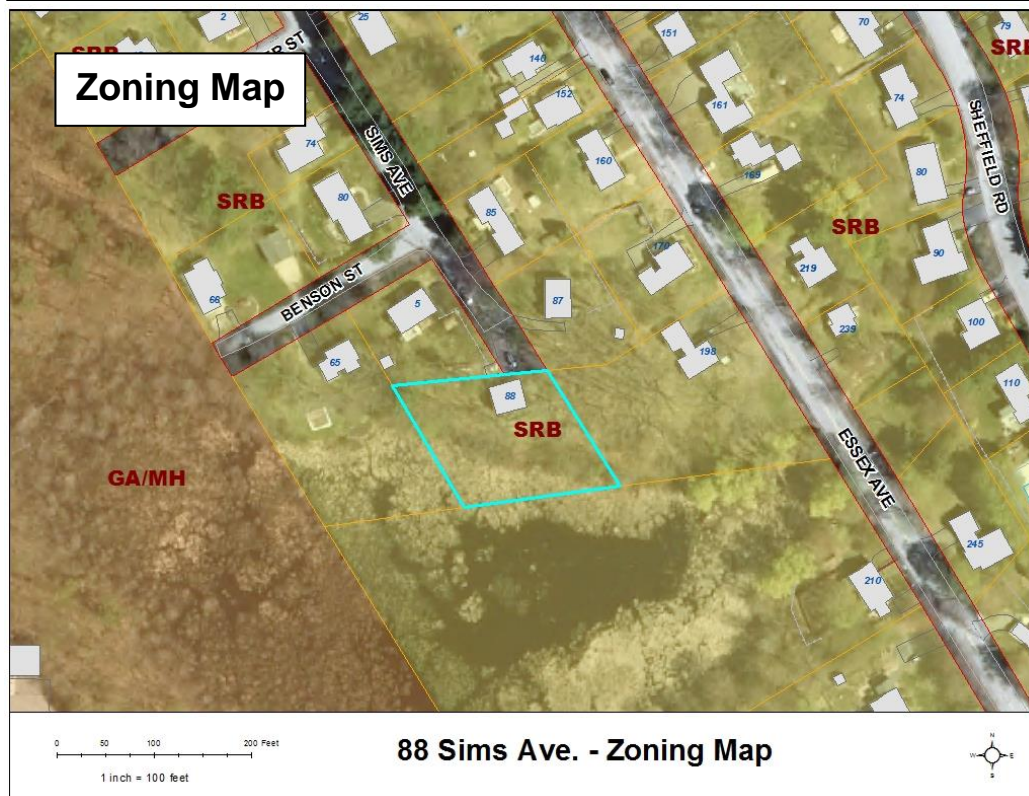 2
25
151
70
79
SRB
ER ST
SRB
Zoning Map
146
152
161
74
SHEFFIELD RD
74
SIMS AVE
160
169
80
80
SRB
85
SRB
170
219
90
66
BENSON ST
5
87
239
100
65
198
110
88
SRB
ESSEX AVE
GA/MH
245
210
0 50 100 200 Feet
1 inch = 100 feet
88 Sims Ave. - Zoning Map
N
W E
S